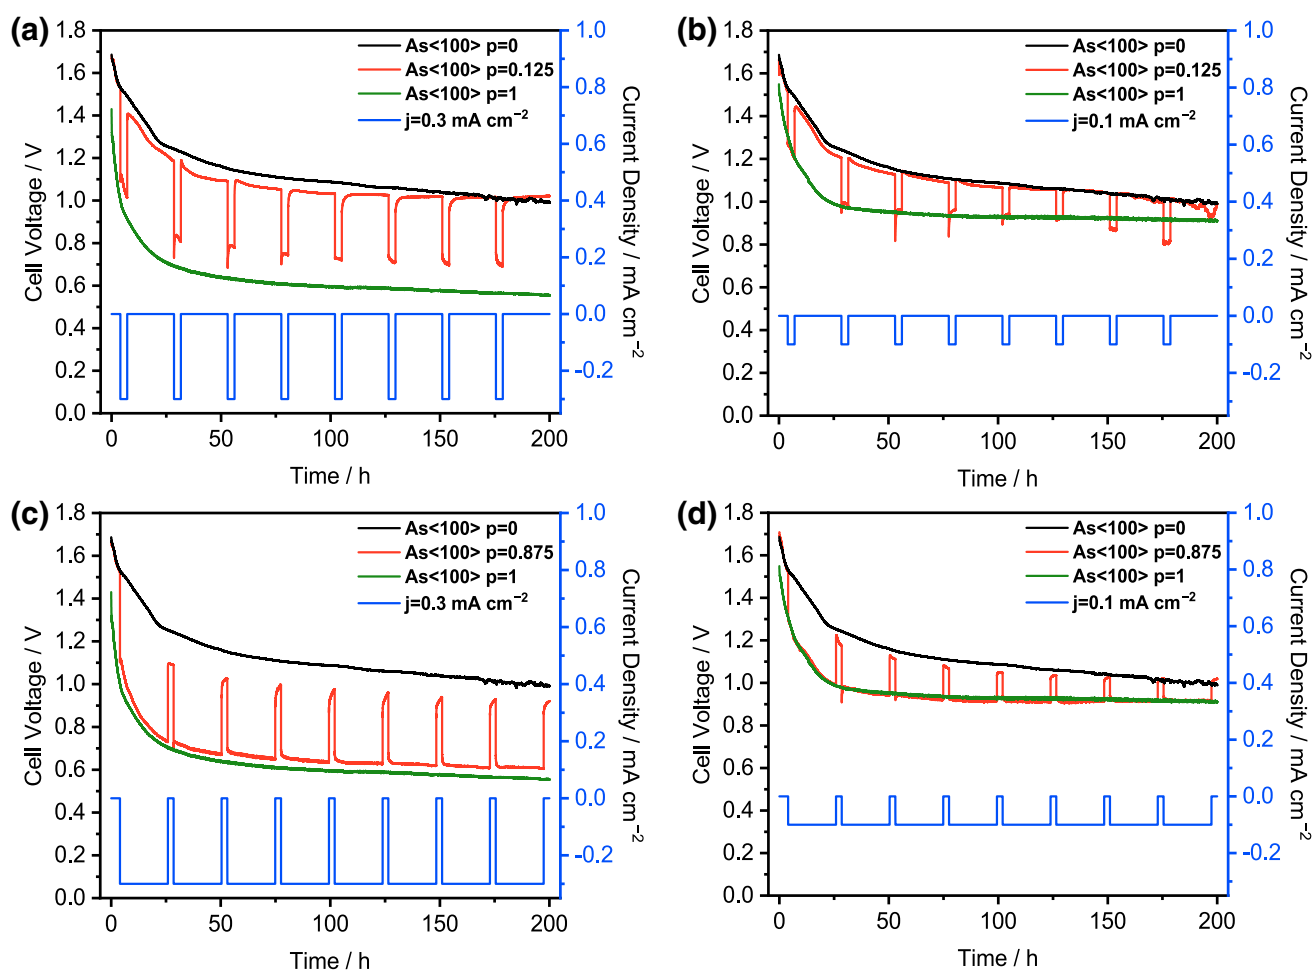 (a)
1.8
1.6
1.4
1.2
1.0
0.8
0.6
0.4
0.2
0.0
Cell Voltage / V
As<100> p=0
As<100> p=0.125
As<100> p=1
j=0.3 mA cm⁻²
1.0
0.8
0.6
0.4
0.2
0.0
-0.2
Current Density / mA cm⁻²
0 50 100 150 200
Time / h
(b)
1.8
1.6
1.4
1.2
1.0
0.8
0.6
0.4
0.2
0.0
Cell Voltage / V
As<100> p=0
As<100> p=0.125
As<100> p=1
j=0.1 mA cm⁻²
1.0
0.8
0.6
0.4
0.2
0.0
-0.2
Current Density / mA cm⁻²
0 50 100 150 200
Time / h
(c)
1.8
1.6
1.4
1.2
1.0
0.8
0.6
0.4
0.2
0.0
Cell Voltage / V
As<100> p=0
As<100> p=0.875
As<100> p=1
j=0.3 mA cm⁻²
1.0
0.8
0.6
0.4
0.2
0.0
-0.2
Current Density / mA cm⁻²
0 50 100 150 200
Time / h
(d)
1.8
1.6
1.4
1.2
1.0
0.8
0.6
0.4
0.2
0.0
Cell Voltage / V
As<100> p=0
As<100> p=0.875
As<100> p=1
j=0.1 mA cm⁻²
1.0
0.8
0.6
0.4
0.2
0.0
-0.2
Current Density / mA cm⁻²
0 50 100 150 200
Time / h